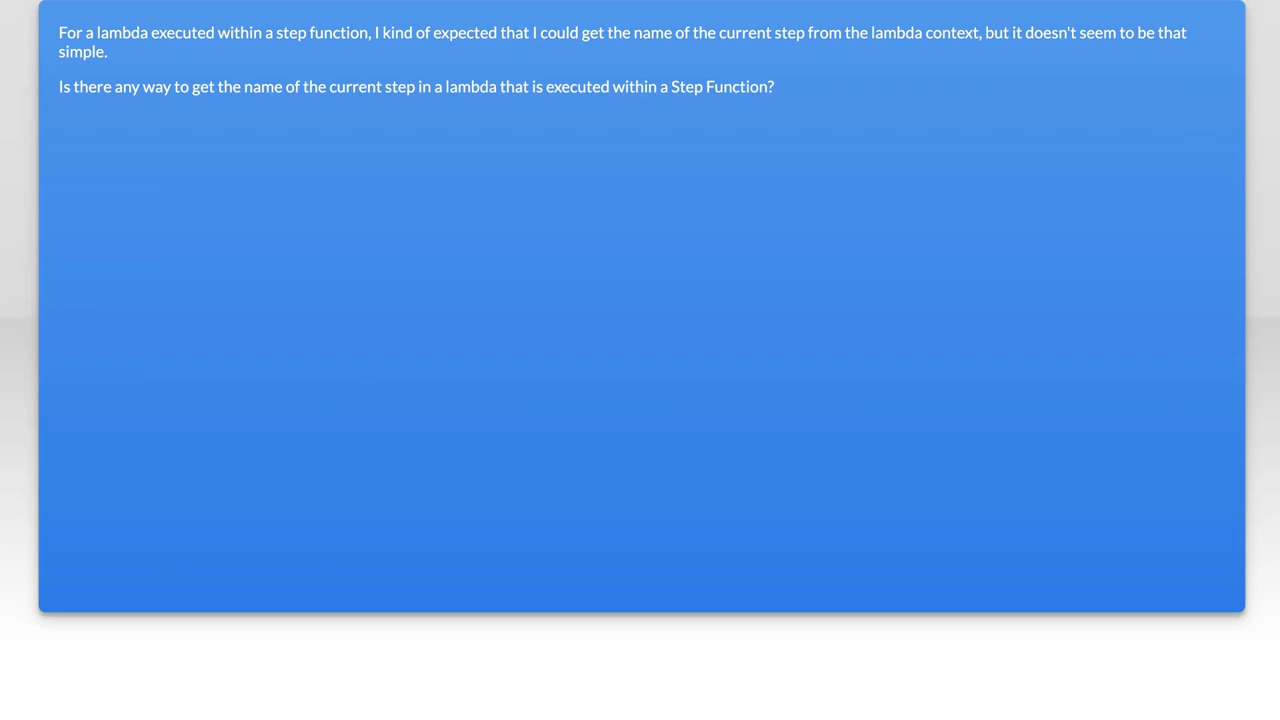 For a lambda executed within a step function, I kind of expected that I could get the name of the current step from the lambda context, but it doesn't seem to be that
simple.
Is there any way to get the name of the current step in a lambda that is executed within a Step Function?